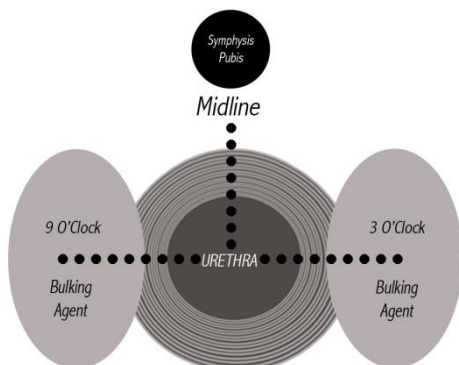 Symphysis
Pubis
Midline
9 O'Clock
3 O'Clock
URETHRA
Bulking
Agent
Bulking
Agent